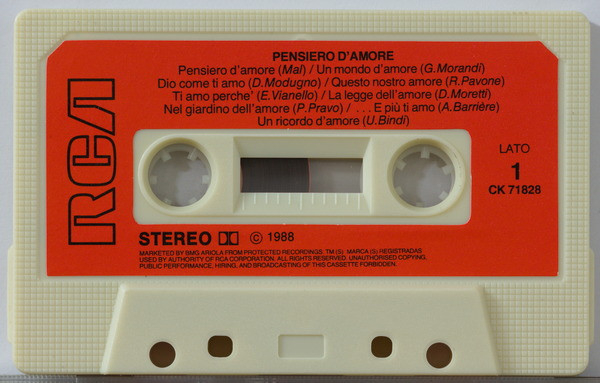 PENSIERO D'AMORE
Pensiero d'amore (Mal) / Un mondo d'amore (G.Morandi)
Dio come ti amo (D.Modugno) / Questo nostro amore (R.Pavone)
Ti amo perche' (E.Vianello) / La legge dell'amore (D.Moretti)
Nel giardino dell'amore (P.Pravo) / ...E più ti amo (A.Barrière)
Un ricordo d'amore (U.Bindi)
RCA
LATO
1
CK 71828
STEREO © 1988
MARKETED BY BMG ARIOLA FROM PROTECTED RECORDINGS. TM (S). MARCA (S) REGISTRADAS
USED BY AUTHORITY OF RCA CORPORATION. ALL RIGHTS RESERVED. UNAUTHORISED COPYING,
PUBLIC PERFORMANCE, HIRING, AND BROADCASTING OF THIS CASSETTE FORBIDDEN.